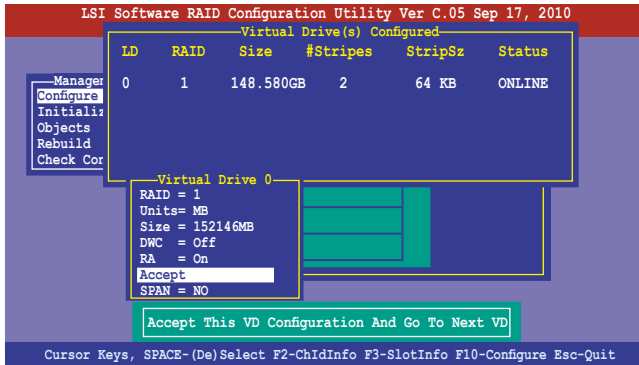 LSI Software RAID Configuration Utility Ver C.05 Sep 17, 2010
Virtual Drive(s) Configured
LD RAID Size #Stripes StripSz Status
0 1 148.580GB 2 64 KB ONLINE
Managem
Configure
Initializ
Objects
Rebuild
Check Con
Virtual Drive 0
RAID = 1
Units= MB
Size = 152146MB
DWC = Off
RA = On
Accept
SPAN = NO
Accept This VD Configuration And Go To Next VD
Cursor Keys, SPACE-(De)Select F2-ChIdInfo F3-SlotInfo F10-Configure Esc-Quit